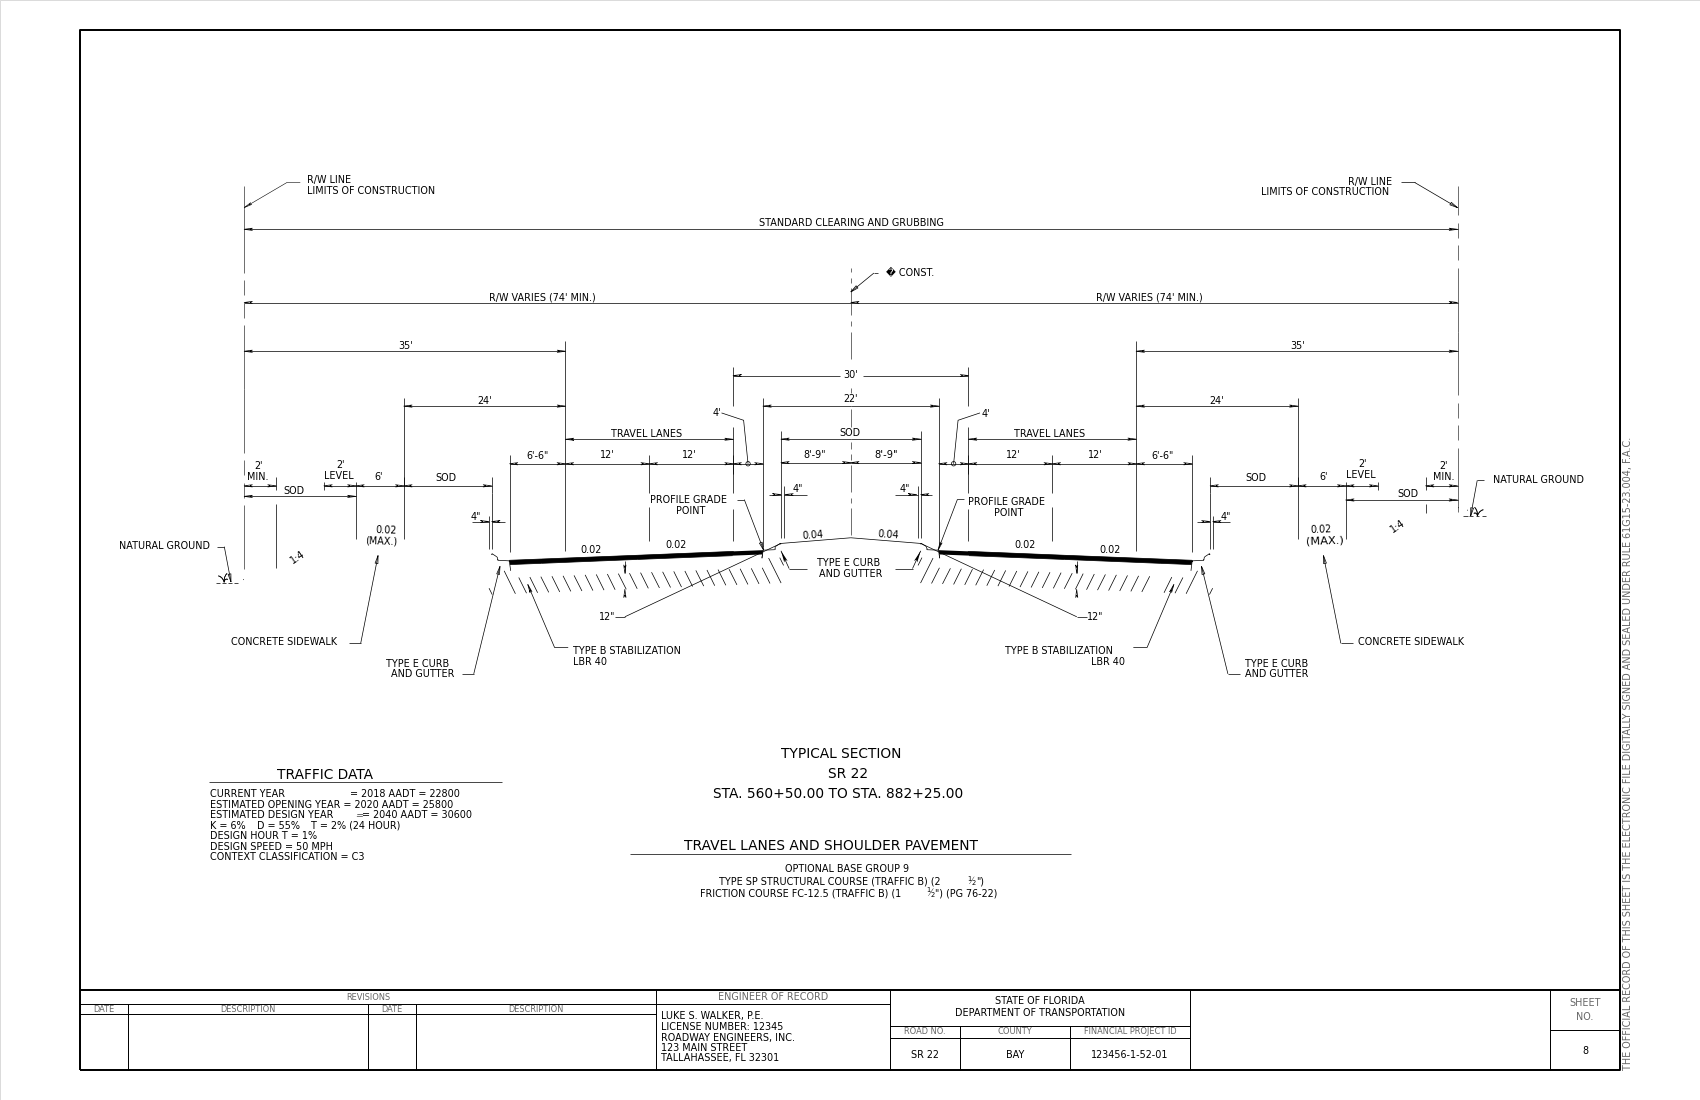 R/W LINE
LIMITS OF CONSTRUCTION
R/W LINE
LIMITS OF CONSTRUCTION
STANDARD CLEARING AND GRUBBING
� CONST.
R/W VARIES (74' MIN.)
R/W VARIES (74' MIN.)
35'
35'
30'
24'
22'
24'
4'
4'
TRAVEL LANES
SOD
TRAVEL LANES
6'-6"
12'
12'
8'-9"
8'-9"
12'
12'
6'-6"
2'
MIN.
2'
LEVEL
6'
SOD
SOD
SOD
6'
2'
LEVEL
2'
MIN.
SOD
NATURAL GROUND
4"
4"
PROFILE GRADE
POINT
PROFILE GRADE
POINT
4"
4"
0.02
(MAX.)
0.02
(MAX.)
1:4
1:4
NATURAL GROUND
0.02
0.02
0.04
0.04
0.02
0.02
TYPE E CURB
AND GUTTER
12"
12"
CONCRETE SIDEWALK
CONCRETE SIDEWALK
TYPE B STABILIZATION
LBR 40
TYPE B STABILIZATION
LBR 40
TYPE E CURB
AND GUTTER
TYPE E CURB
AND GUTTER
TYPICAL SECTION
SR 22
STA. 560+50.00 TO STA. 882+25.00
TRAFFIC DATA
CURRENT YEAR = 2018 AADT = 22800
ESTIMATED OPENING YEAR = 2020 AADT = 25800
ESTIMATED DESIGN YEAR == 2040 AADT = 30600
K = 6% D = 55% T = 2% (24 HOUR)
DESIGN HOUR T = 1%
DESIGN SPEED = 50 MPH
CONTEXT CLASSIFICATION = C3
TRAVEL LANES AND SHOULDER PAVEMENT
OPTIONAL BASE GROUP 9
TYPE SP STRUCTURAL COURSE (TRAFFIC B) (2 ½")
FRICTION COURSE FC-12.5 (TRAFFIC B) (1 ½") (PG 76-22)
THE OFFICIAL RECORD OF THIS SHEET IS THE ELECTRONIC FILE DIGITALLY SIGNED AND SEALED UNDER RULE 61G15-23.004, F.A.C.
REVISIONS
DATE DESCRIPTION DATE DESCRIPTION
ENGINEER OF RECORD
LUKE S. WALKER, P.E.
LICENSE NUMBER: 12345
ROADWAY ENGINEERS, INC.
123 MAIN STREET
TALLAHASSEE, FL 32301
STATE OF FLORIDA
DEPARTMENT OF TRANSPORTATION
ROAD NO. COUNTY FINANCIAL PROJECT ID
SR 22 BAY 123456-1-52-01
SHEET
NO.
8